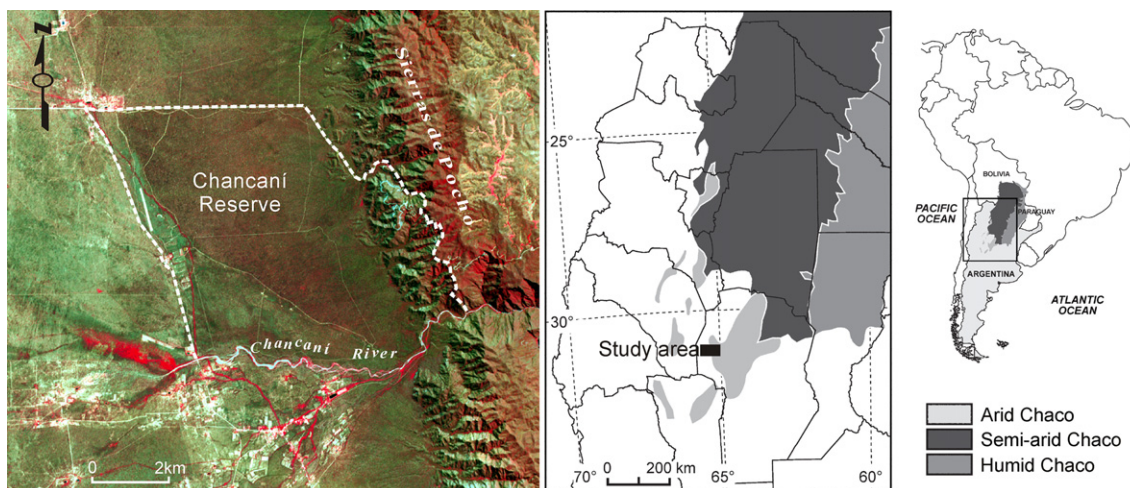 Z
Chancaní
Reserve
Sierras de Pocho
Chancaní River
0 2km
25°
30°
Study area
70° 0 200 km 65° 60°
BOLIVIA
PARAGUAY
PACIFIC
OCEAN
ARGENTINA
ATLANTIC
OCEAN
Arid Chaco
Semi-arid Chaco
Humid Chaco